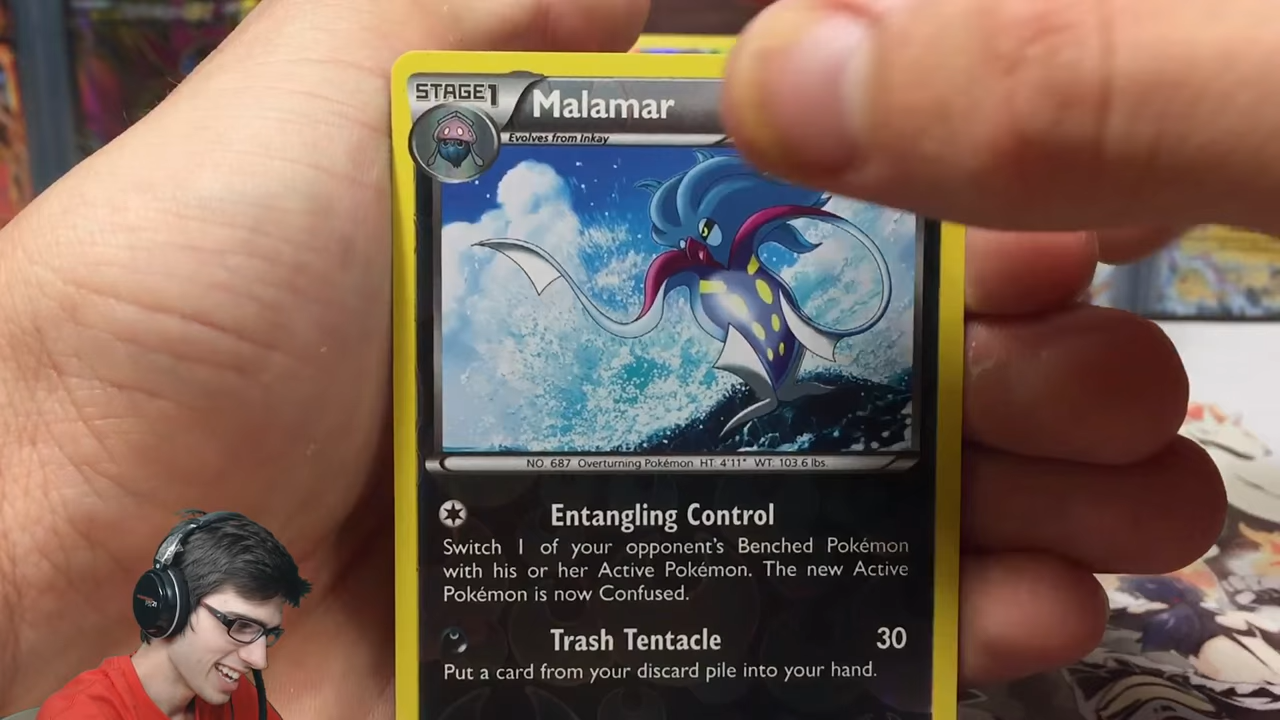 STAGE1
Malamar
Evolves from Inkay
NO. 687 Overturning Pokémon HT: 4'11" WT: 103.6 lbs.
Entangling Control
Switch 1 of your opponent's Benched Pokémon
with his or her Active Pokémon. The new Active
Pokémon is now Confused.
Trash Tentacle 30
Put a card from your discard pile into your hand.